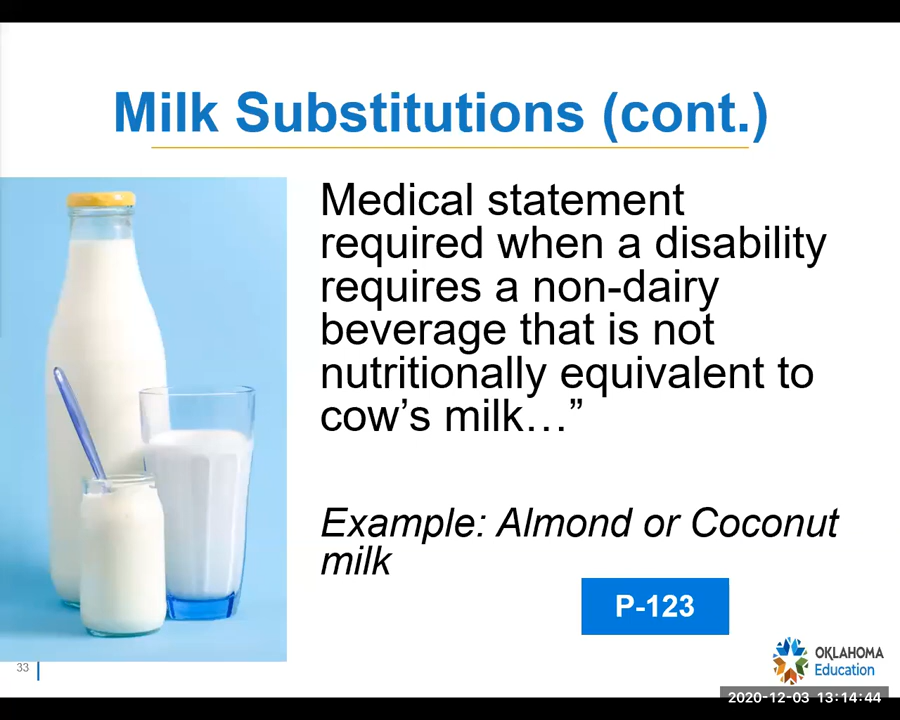 Milk Substitutions (cont.)
Medical statement
required when a disability
requires a non-dairy
beverage that is not
nutritionally equivalent to
cow’s milk…”
Example: Almond or Coconut
milk
P-123
33
OKLAHOMA
Education
2020-12-03 13:14:44